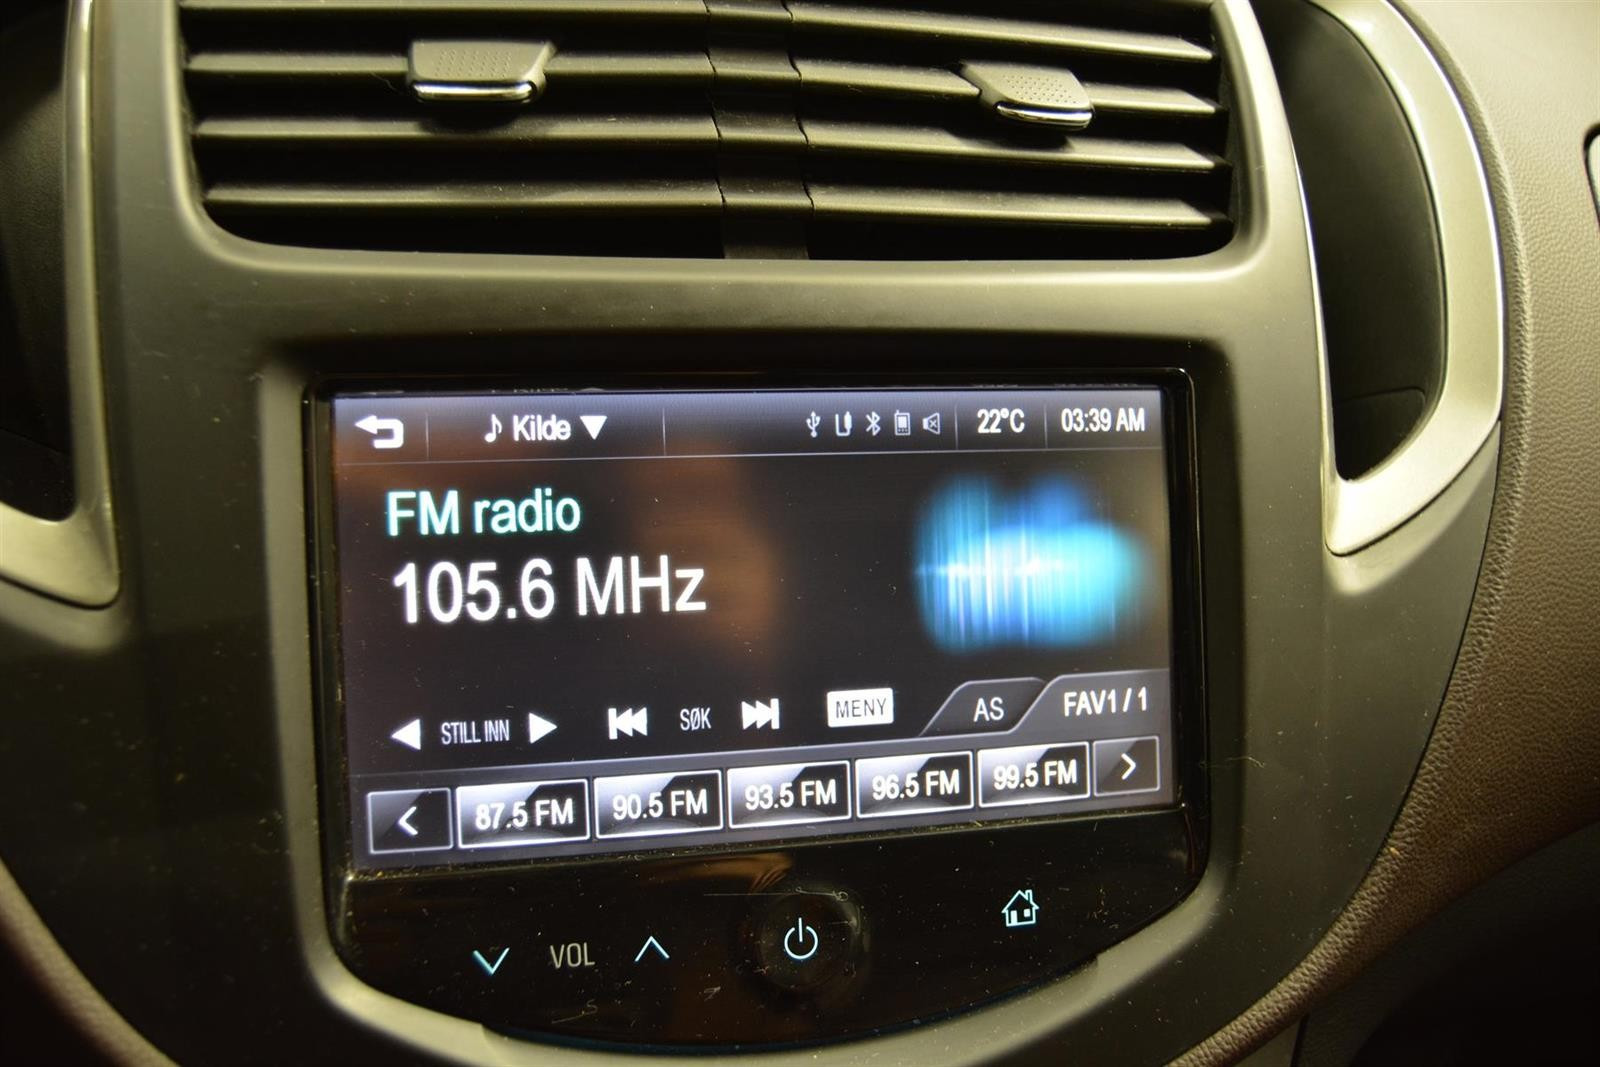 Kilde 22°C 03:39 AM
FM radio
105.6 MHz
STILL INN SØK MENY AS FAV1 / 1
87.5 FM 90.5 FM 93.5 FM 96.5 FM 99.5 FM
VOL